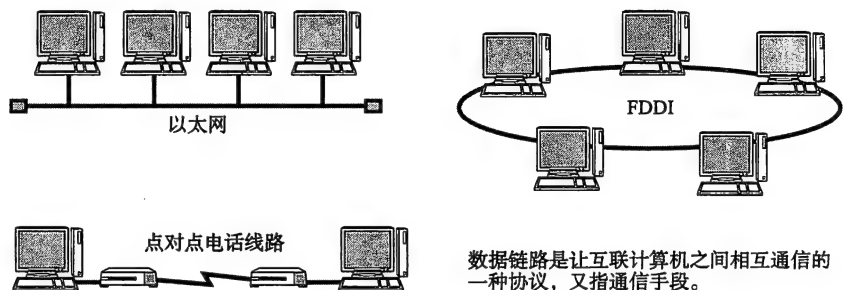 以太网
FDDI
点对点电话线路
数据链路是让互联计算机之间相互通信的
一种协议，又指通信手段。